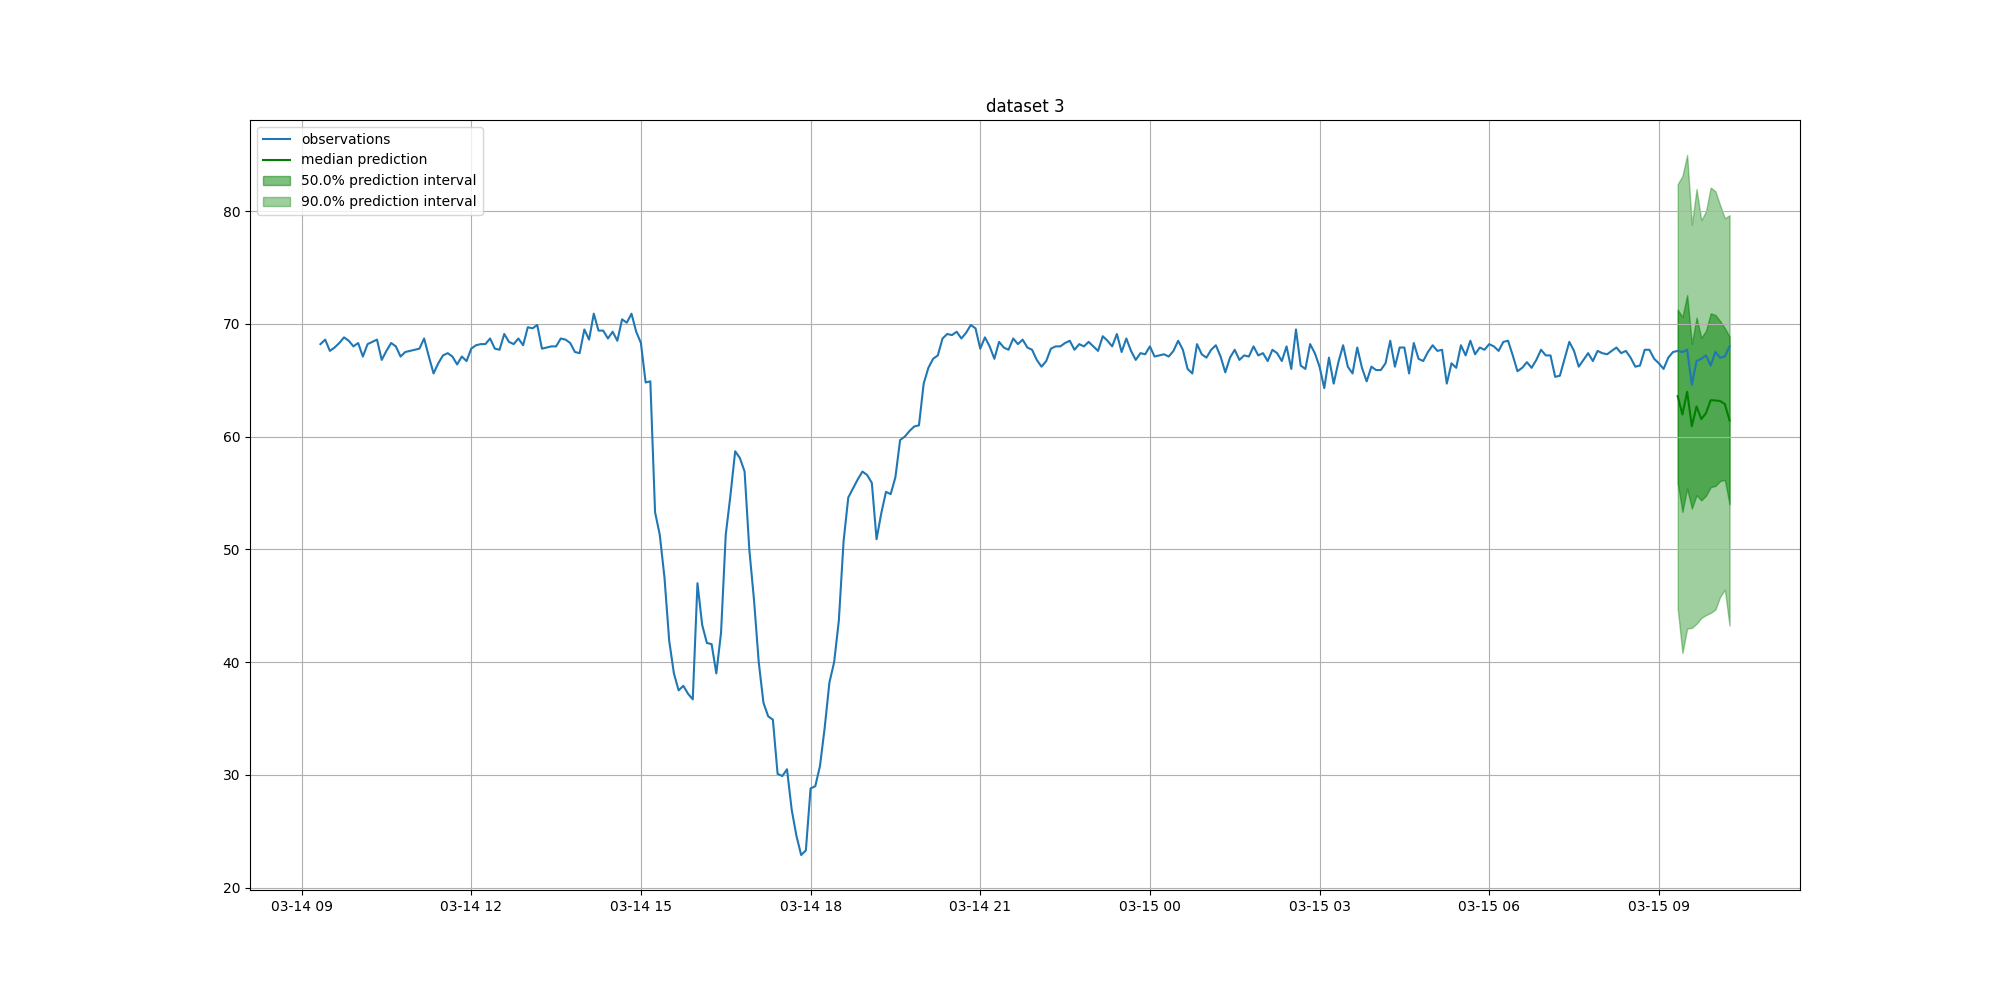 dataset 3
observations
median prediction
50.0% prediction interval
90.0% prediction interval
80
70
60
50
40
30
20
03-14 09 03-14 12 03-14 15 03-14 18 03-14 21 03-15 00 03-15 03 03-15 06 03-15 09